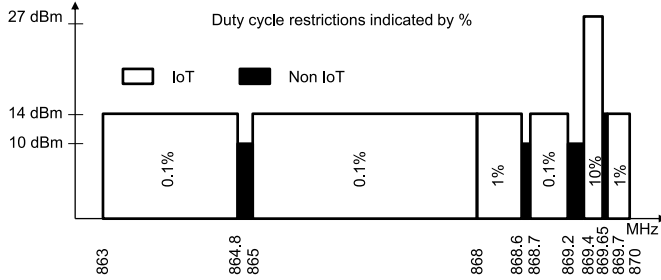 27 dBm
Duty cycle restrictions indicated by %
IoT
Non IoT
14 dBm
10 dBm
0.1%
0.1%
1%
0.1%
10%
1%
MHz
863
864.8
865
868
868.6
868.7
869.2
869.4
869.65
869.7
870